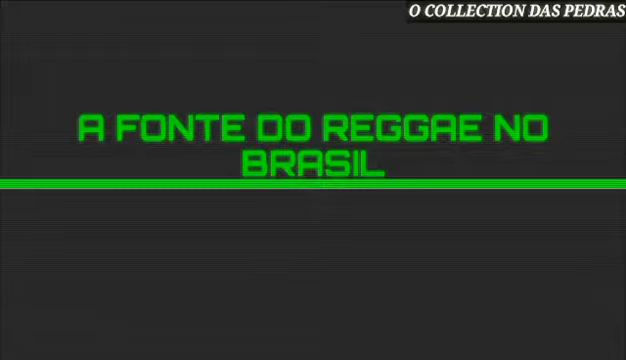 O COLLECTION DAS PEDRAS
A FONTE DO REGGAE NO
BRASIL